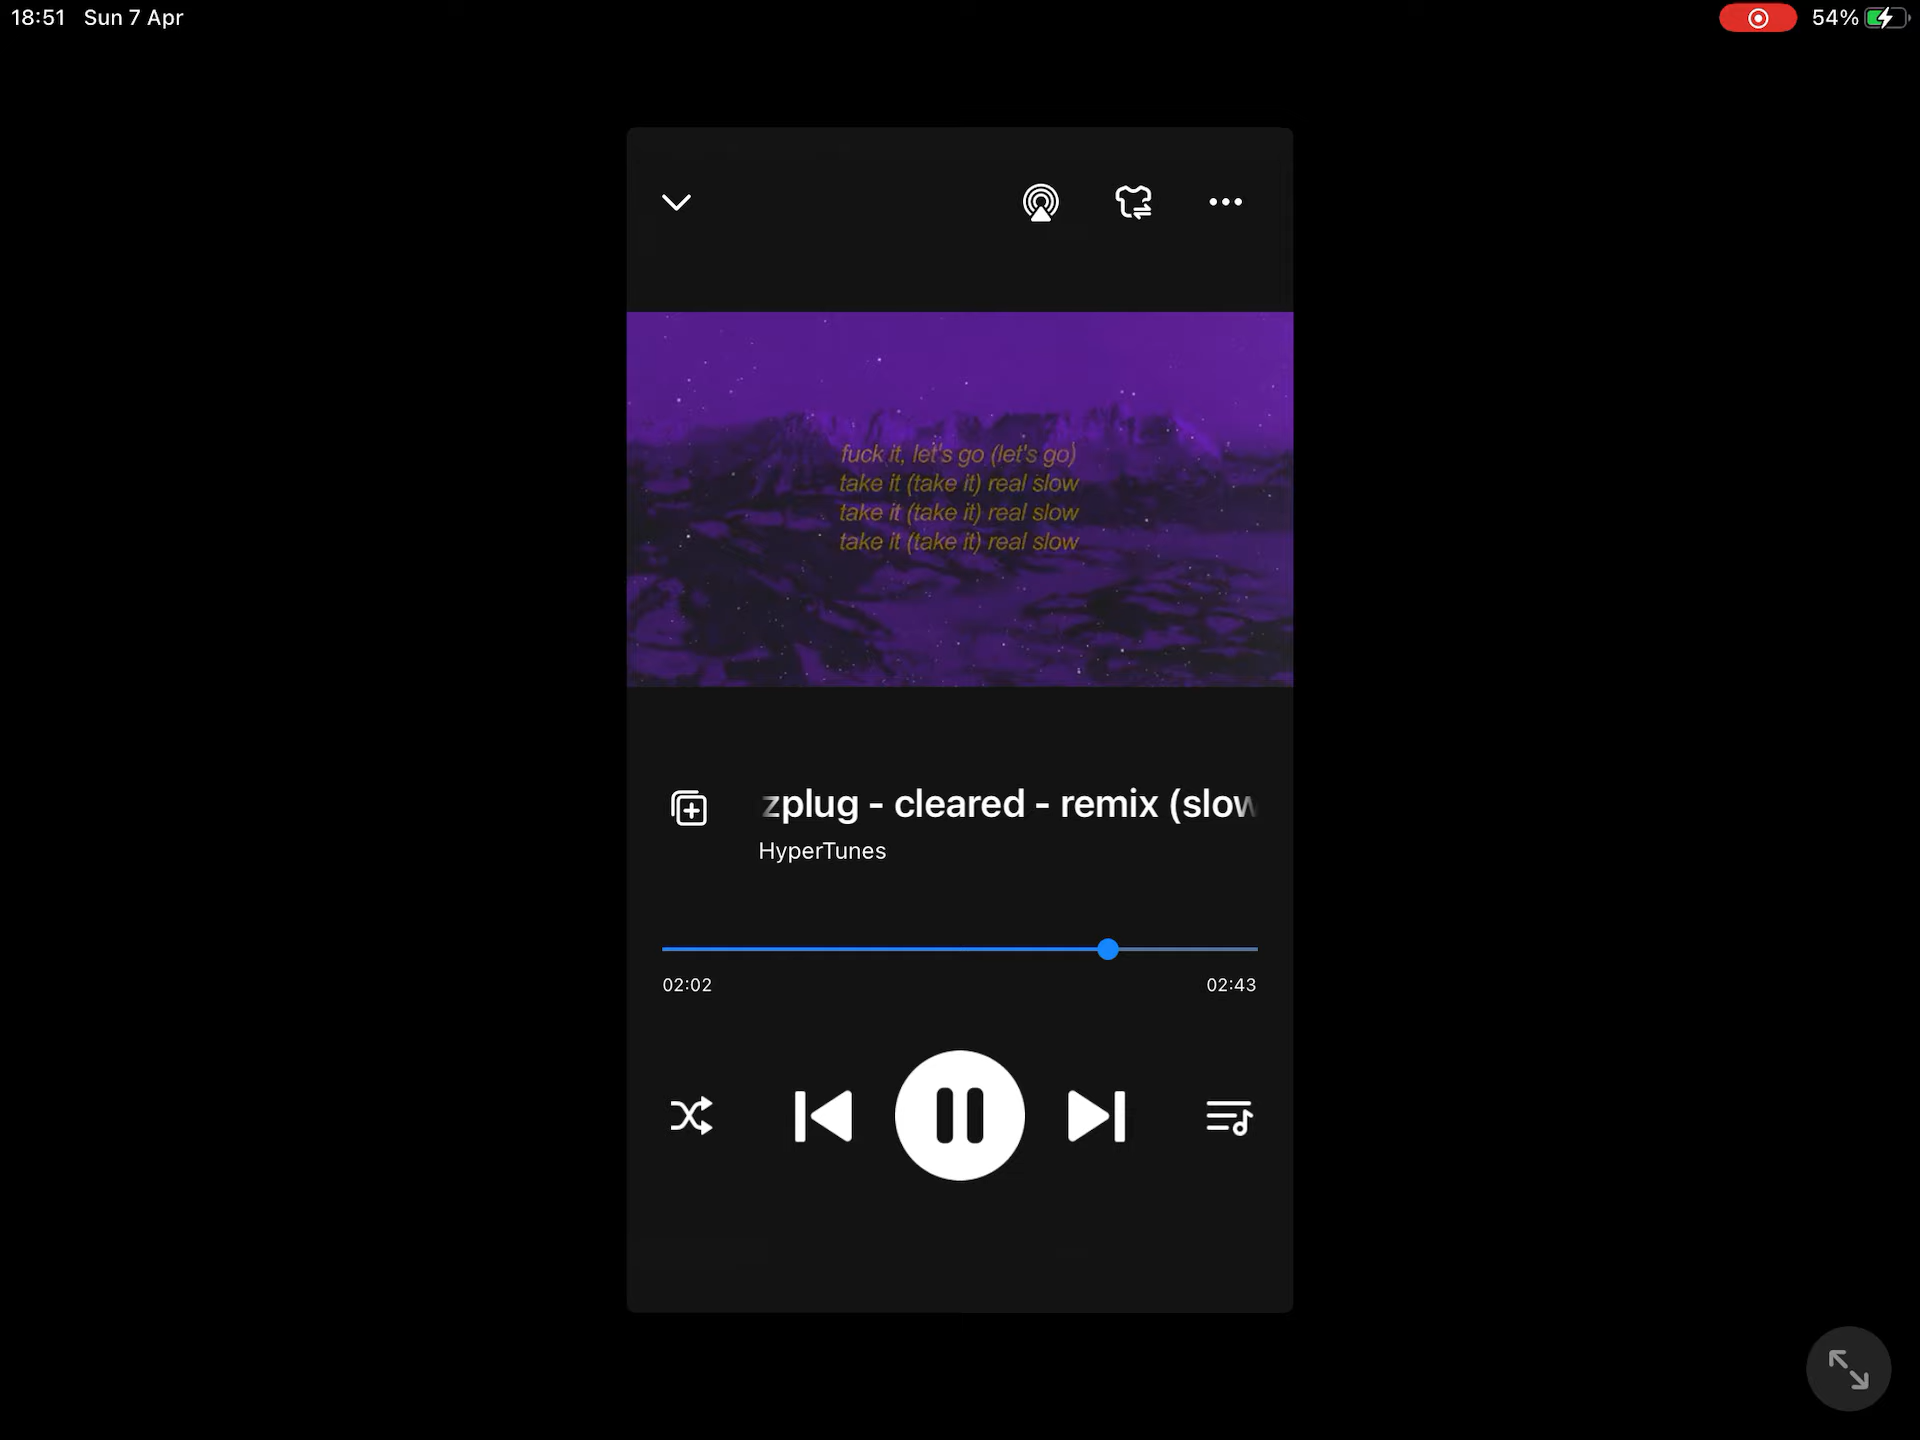 18:51 Sun 7 Apr
54%
fuck it, let's go (let's go)
take it (take it) real slow
take it (take it) real slow
take it (take it) real slow
zplug - cleared - remix (slow
HyperTunes
02:02
02:43